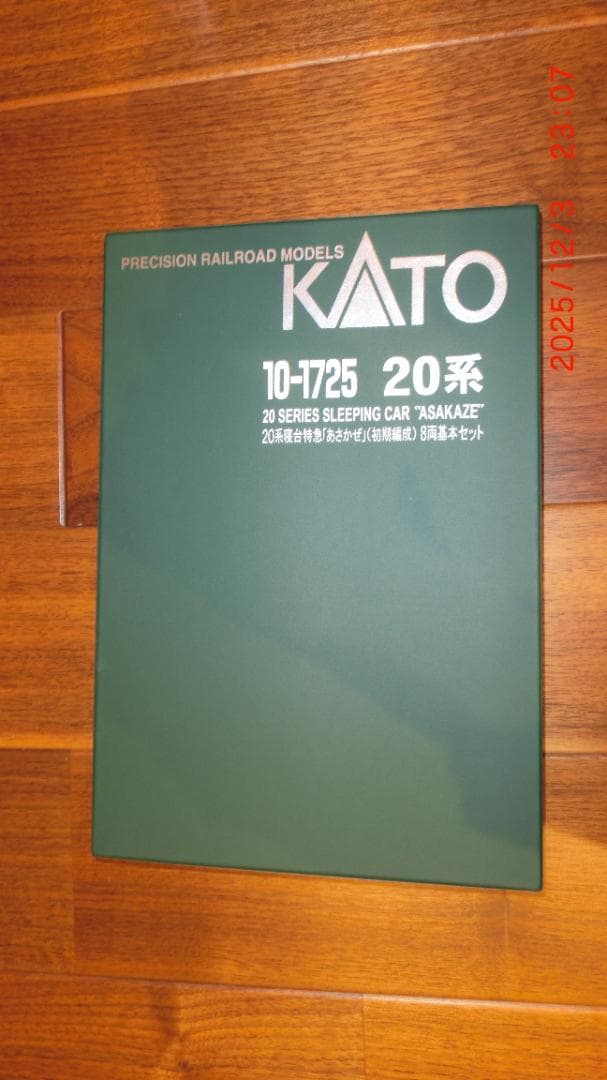 PRECISION RAILROAD MODELS
KATO
10-1725 20系
20 SERIES SLEEPING CAR "ASAKAZE"
20系寝台特急「あさかぜ」(初期編成) 8両基本セット
2025/12/3 23:07